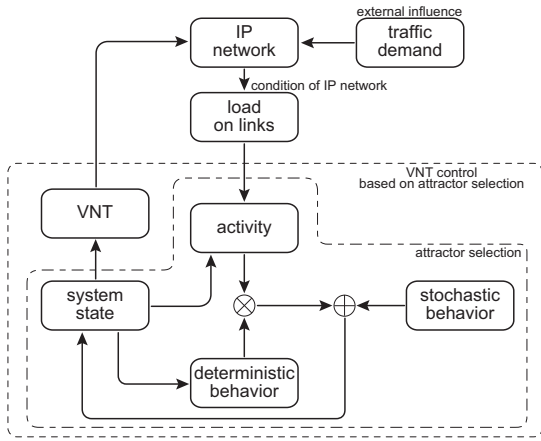 external influence
IP
network
traffic
demand
condition of IP network
load
on links
VNT control
based on attractor selection
VNT
activity
attractor selection
system
state
stochastic
behavior
deterministic
behavior